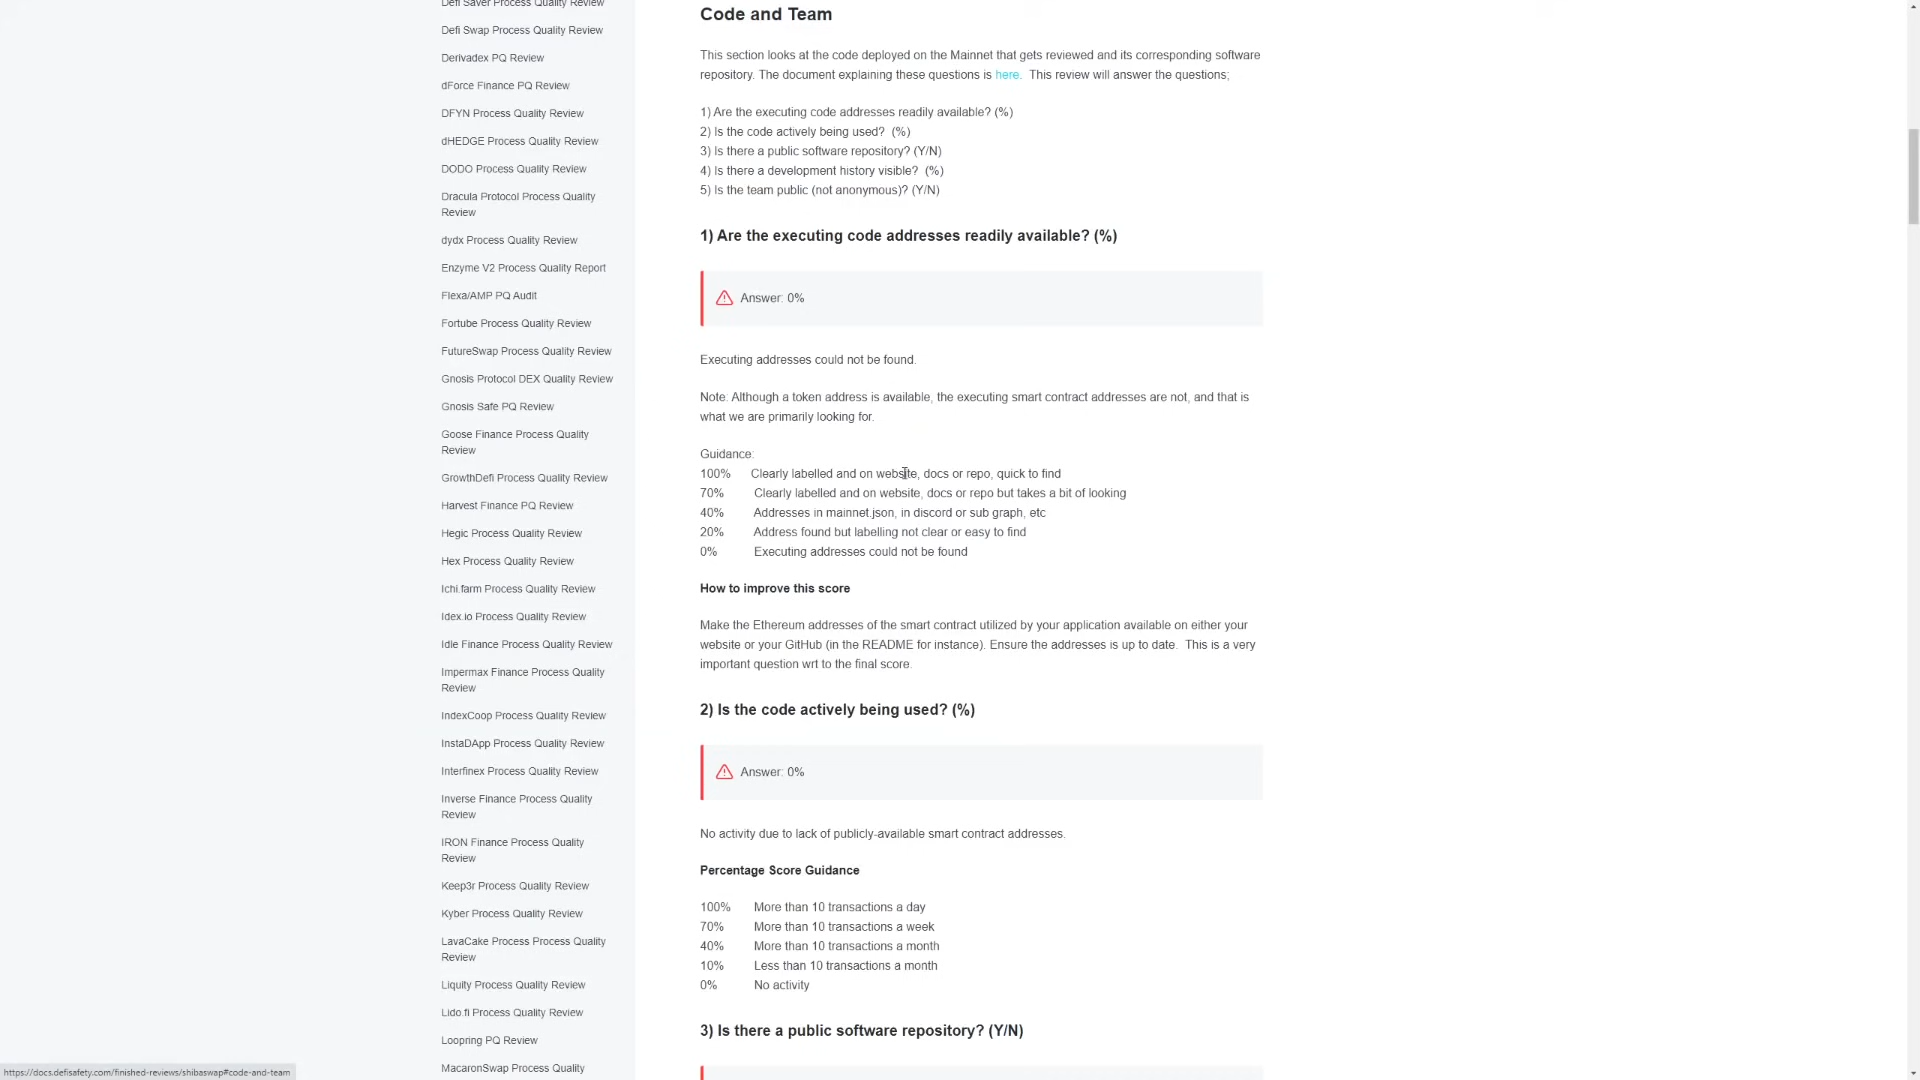 Defi Saver Process Quality Review
Defi Swap Process Quality Review
Derivadex PQ Review
dForce Finance PQ Review
DFYN Process Quality Review
dHEDGE Process Quality Review
DODO Process Quality Review
Dracula Protocol Process Quality
Review
dydx Process Quality Review
Enzyme V2 Process Quality Report
Flexa/AMP PQ Audit
Fortube Process Quality Review
FutureSwap Process Quality Review
Gnosis Protocol DEX Quality Review
Gnosis Safe PQ Review
Goose Finance Process Quality
Review
GrowthDefi Process Quality Review
Harvest Finance PQ Review
Hegic Process Quality Review
Hex Process Quality Review
Ichi.farm Process Quality Review
Idex.io Process Quality Review
Idle Finance Process Quality Review
Impermax Finance Process Quality
Review
IndexCoop Process Quality Review
InstaDApp Process Quality Review
Interfinex Process Quality Review
Inverse Finance Process Quality
Review
IRON Finance Process Quality
Review
Keep3r Process Quality Review
Kyber Process Quality Review
LavaCake Process Process Quality
Review
Liquity Process Quality Review
Lido.fi Process Quality Review
Loopring PQ Review
MacaronSwap Process Quality
Code and Team
This section looks at the code deployed on the Mainnet that gets reviewed and its corresponding software
repository. The document explaining these questions is here.  This review will answer the questions;
1) Are the executing code addresses readily available? (%)
2) Is the code actively being used?  (%)
3) Is there a public software repository? (Y/N)
4) Is there a development history visible?  (%)
5) Is the team public (not anonymous)? (Y/N)
1) Are the executing code addresses readily available? (%)
Answer: 0%
Executing addresses could not be found.
Note: Although a token address is available, the executing smart contract addresses are not, and that is
what we are primarily looking for.
Guidance:
100% Clearly labelled and on website, docs or repo, quick to find
70% Clearly labelled and on website, docs or repo but takes a bit of looking
40% Addresses in mainnet.json, in discord or sub graph, etc
20% Address found but labelling not clear or easy to find
0% Executing addresses could not be found
How to improve this score
Make the Ethereum addresses of the smart contract utilized by your application available on either your
website or your GitHub (in the README for instance). Ensure the addresses is up to date.  This is a very
important question wrt to the final score.
2) Is the code actively being used? (%)
Answer: 0%
No activity due to lack of publicly-available smart contract addresses.
Percentage Score Guidance
100% More than 10 transactions a day
70% More than 10 transactions a week
40% More than 10 transactions a month
10% Less than 10 transactions a month
0% No activity
3) Is there a public software repository? (Y/N)
https://docs.defisafety.com/finished-reviews/shibaswap#code-and-team